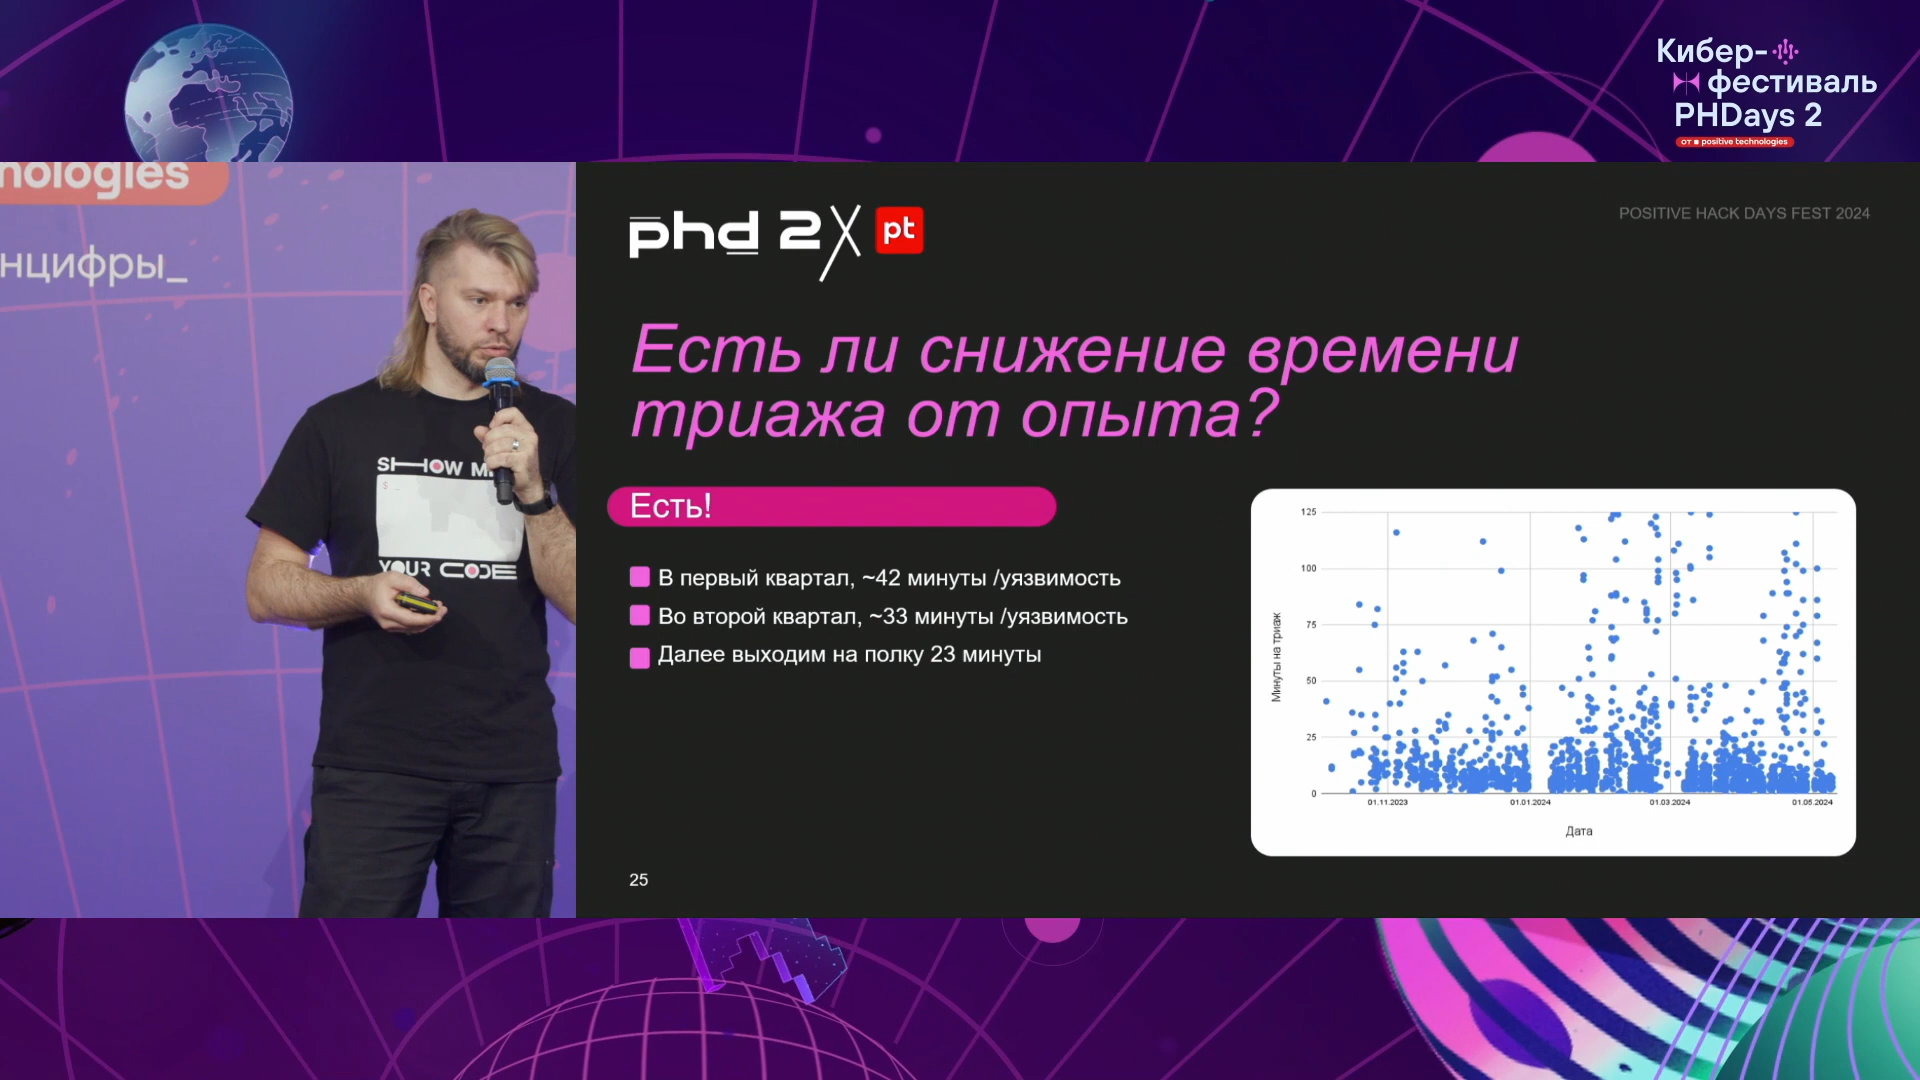 Кибер-
фестиваль
PHDays 2
от positive technologies
nologies
нцифры_
SHOW M
$ _
YOUR CODE
phd 2 pt
POSITIVE HACK DAYS FEST 2024
Есть ли снижение времени
триажа от опыта?
Есть!
В первый квартал, ~42 минуты /уязвимость
Во второй квартал, ~33 минуты /уязвимость
Далее выходим на полку 23 минуты
125
100
75
50
25
0
Минуты на триаж
01.11.2023 01.01.2024 01.03.2024 01.05.2024
Дата
25